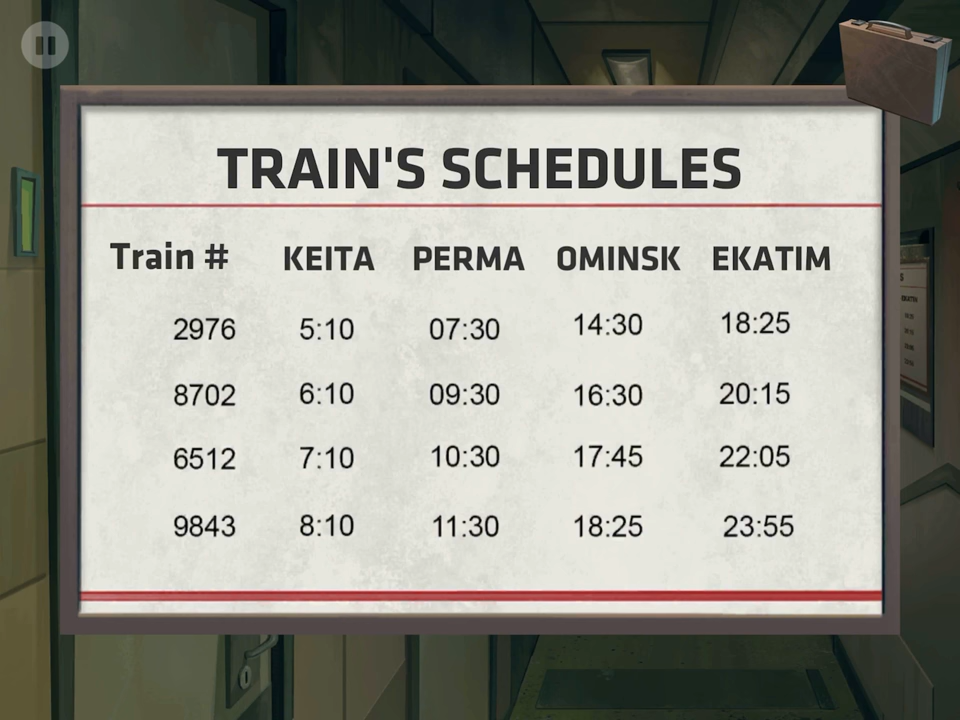 TRAIN'S SCHEDULES
Train # KEITA PERMA OMINSK EKATIM
2976 5:10 07:30 14:30 18:25
8702 6:10 09:30 16:30 20:15
6512 7:10 10:30 17:45 22:05
9843 8:10 11:30 18:25 23:55